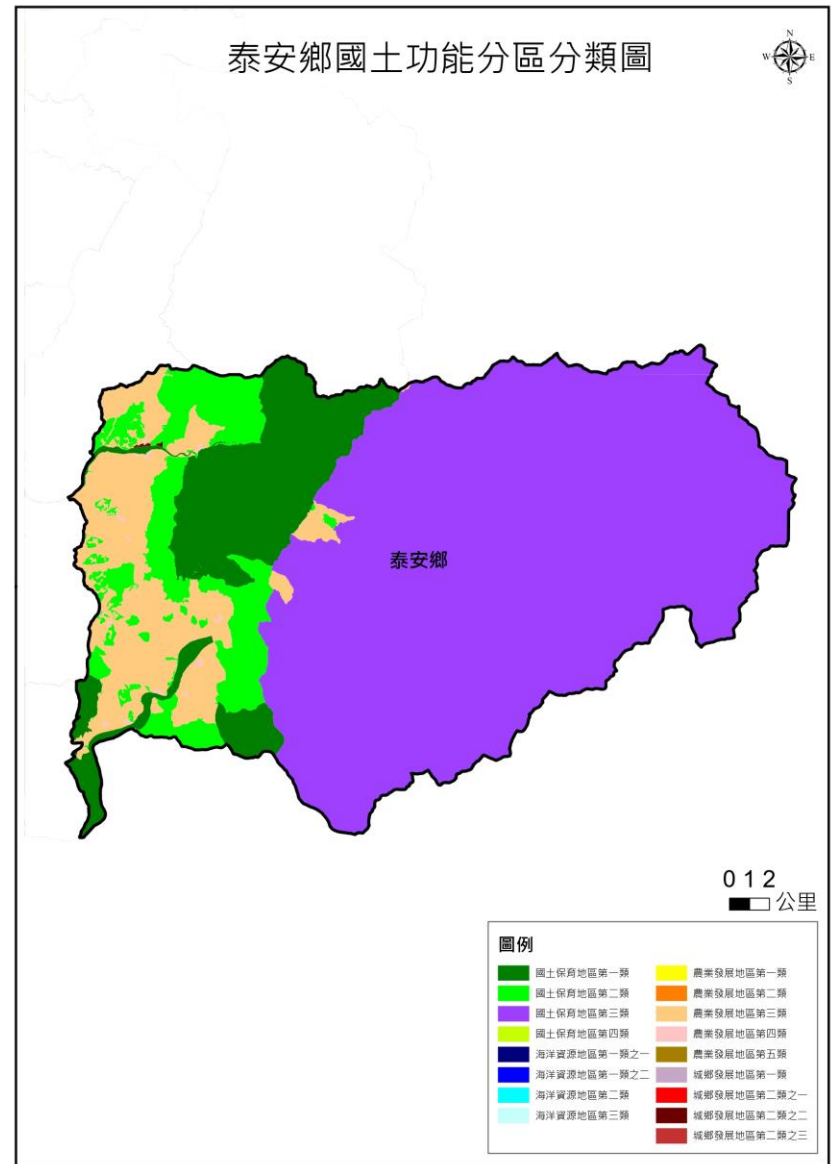 泰安鄉國土功能分區分類圖
N
W E
S
泰安鄉
0 1 2
公里
圖例
國土保育地區第一類
國土保育地區第二類
國土保育地區第三類
國土保育地區第四類
海洋資源地區第一類之一
海洋資源地區第一類之二
海洋資源地區第二類
海洋資源地區第三類
農業發展地區第一類
農業發展地區第二類
農業發展地區第三類
農業發展地區第四類
農業發展地區第五類
城鄉發展地區第一類
城鄉發展地區第二類之一
城鄉發展地區第二類之二
城鄉發展地區第二類之三